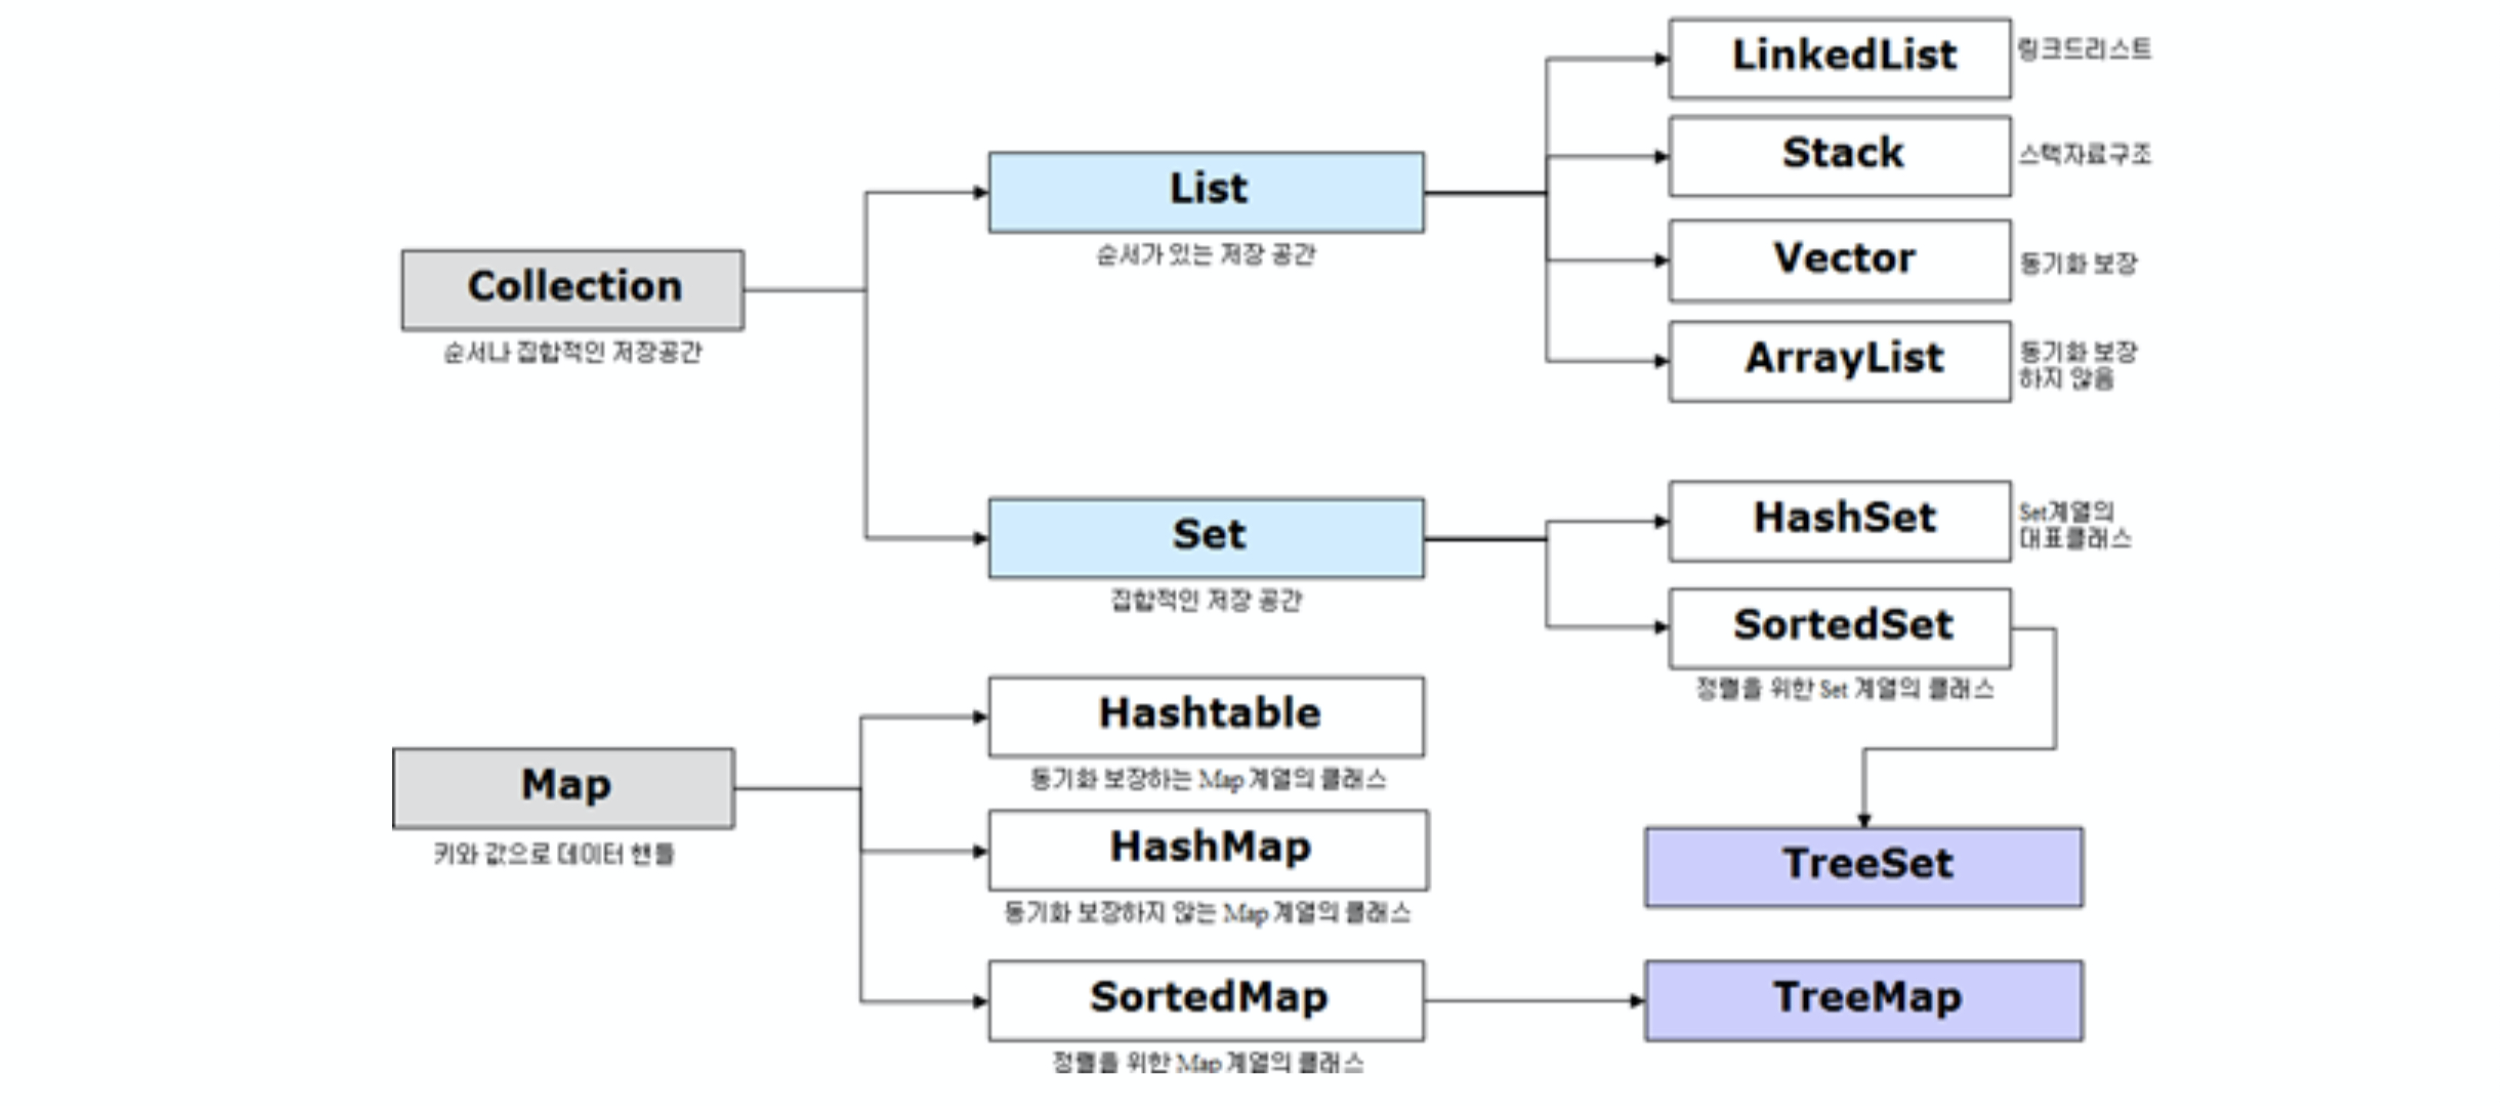 LinkedList
링크드리스트
Stack
스택자료구조
List
순서가 있는 저장 공간
Vector
동기화 보장
Collection
순서나 집합적인 저장공간
ArrayList
동기화 보장
하지 않음
HashSet
Set계열의
대표클래스
Set
집합적인 저장 공간
SortedSet
정렬을 위한 Set 계열의 클래스
Hashtable
동기화 보장하는 Map 계열의 클래스
Map
키와 값으로 데이터 핸들
HashMap
동기화 보장하지 않는 Map 계열의 클래스
TreeSet
SortedMap
정렬을 위한 Map 계열의 클래스
TreeMap